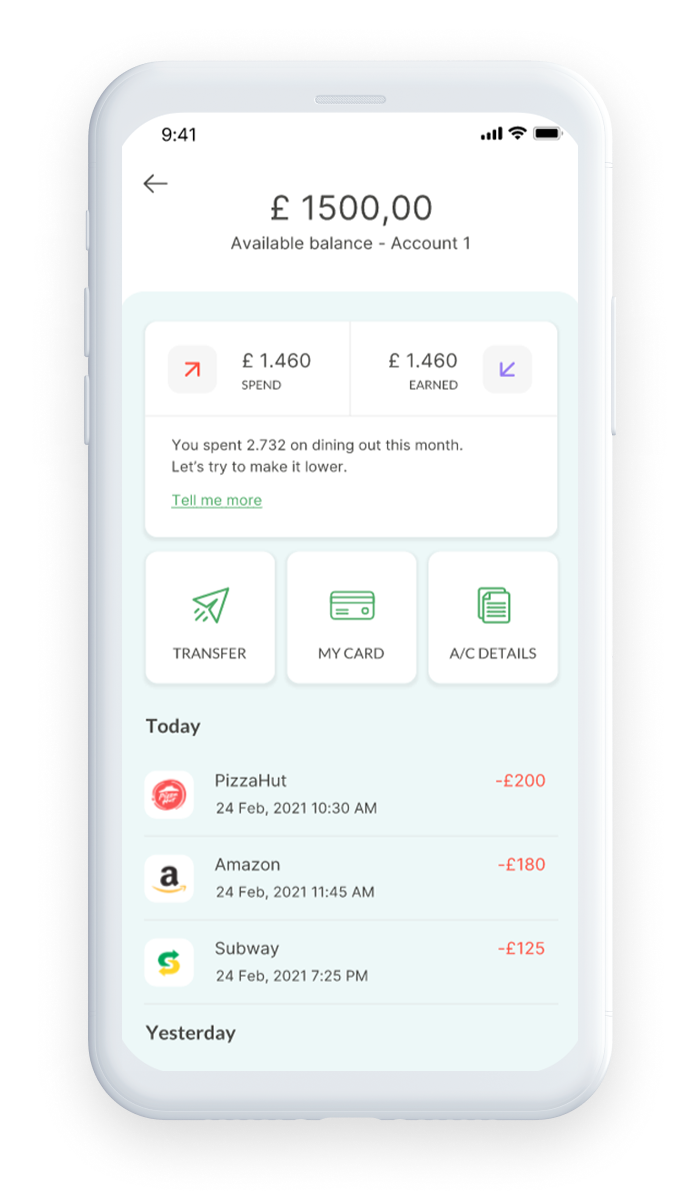 9:41
£ 1500,00
Available balance - Account 1
£ 1.460
SPEND
£ 1.460
EARNED
You spent 2.732 on dining out this month.
Let's try to make it lower.
Tell me more
TRANSFER
MY CARD
A/C DETAILS
Today
Pizza Hut
PizzaHut
-£200
24 Feb, 2021 10:30 AM
a
Amazon
-£180
24 Feb, 2021 11:45 AM
S
Subway
-£125
24 Feb, 2021 7:25 PM
Yesterday